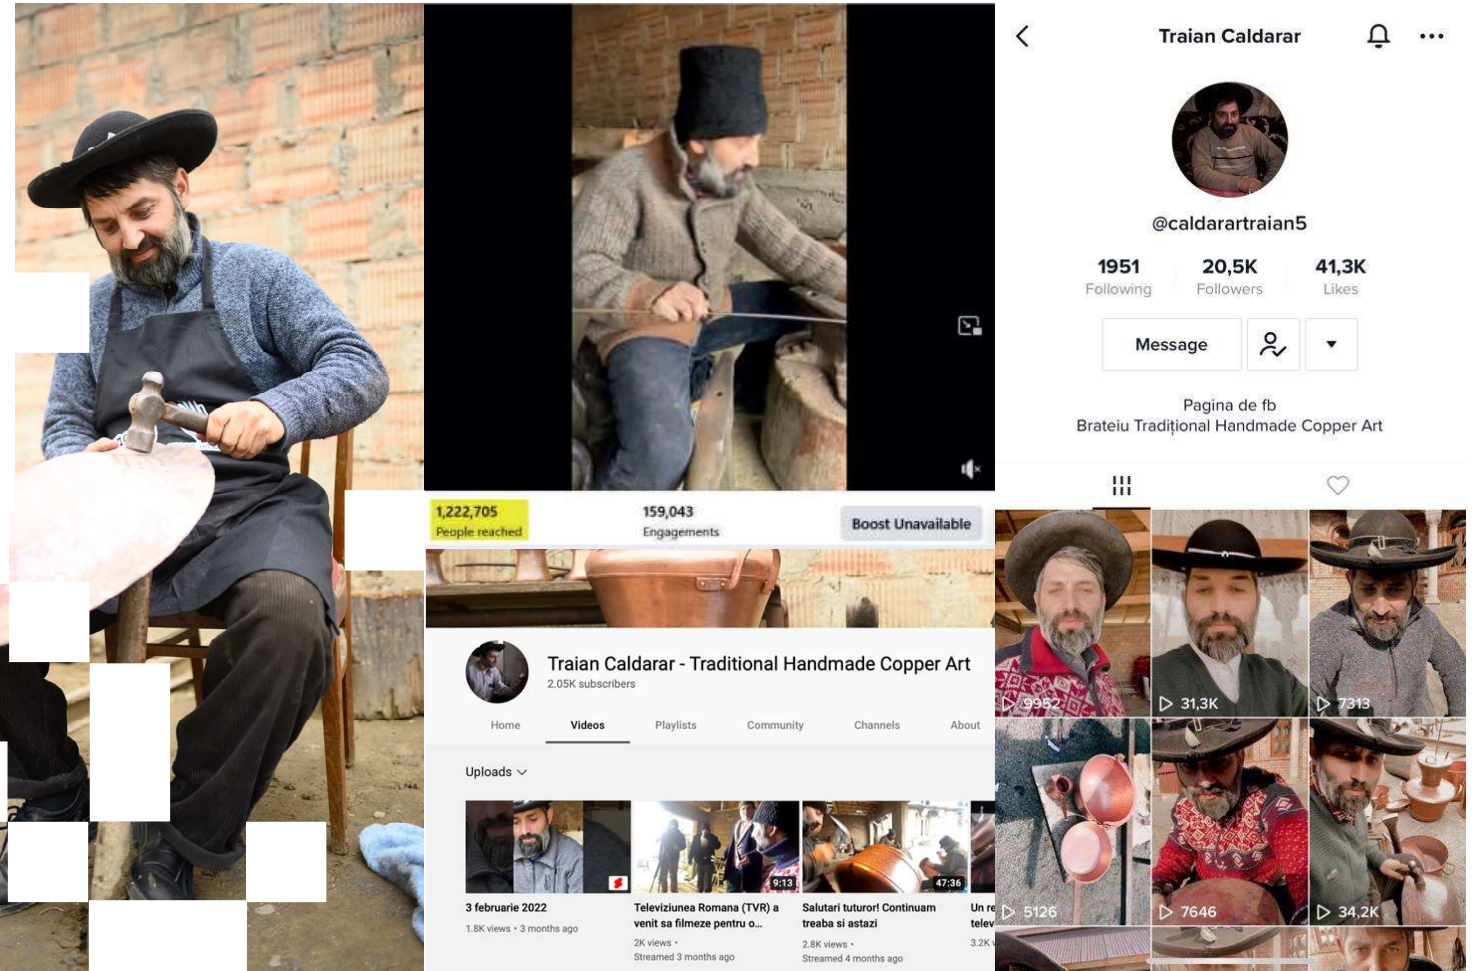 1,222,705
People reached
159,043
Engagements
Boost Unavailable
Traian Caldarar - Traditional Handmade Copper Art
2.05K subscribers
Home
Videos
Playlists
Community
Channels
About
Uploads
3 februarie 2022
1.8K views • 3 months ago
9:13
Televiziunea Romana (TVR) a
venit sa filmeze pentru o...
2K views •
Streamed 3 months ago
47:36
Salutari tuturor! Continuam
treaba si astazi
2.8K views •
Streamed 4 months ago
Un re
telev
3.2K v
Traian Caldarar
@caldarartraian5
1951
Following
20,5K
Followers
41,3K
Likes
Message
Pagina de fb
Brateiu Tradițional Handmade Copper Art
9952
31,3K
7313
5126
7646
34,2K